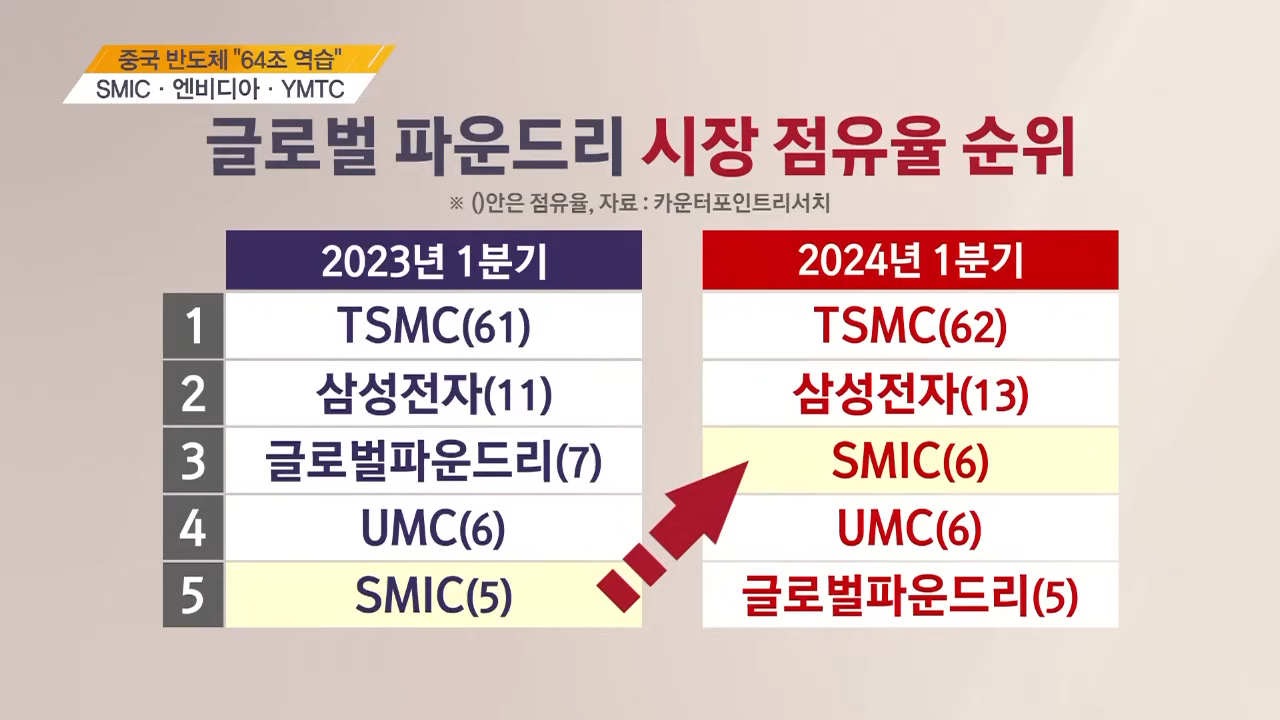 중국 반도체 "64조 역습"
SMIC · 엔비디아 · YMTC
글로벌 파운드리 시장 점유율 순위
※ ()안은 점유율, 자료 : 카운터포인트리서치
2023년 1분기 2024년 1분기
1 TSMC(61) TSMC(62)
2 삼성전자(11) 삼성전자(13)
3 글로벌파운드리(7) SMIC(6)
4 UMC(6) UMC(6)
5 SMIC(5) 글로벌파운드리(5)